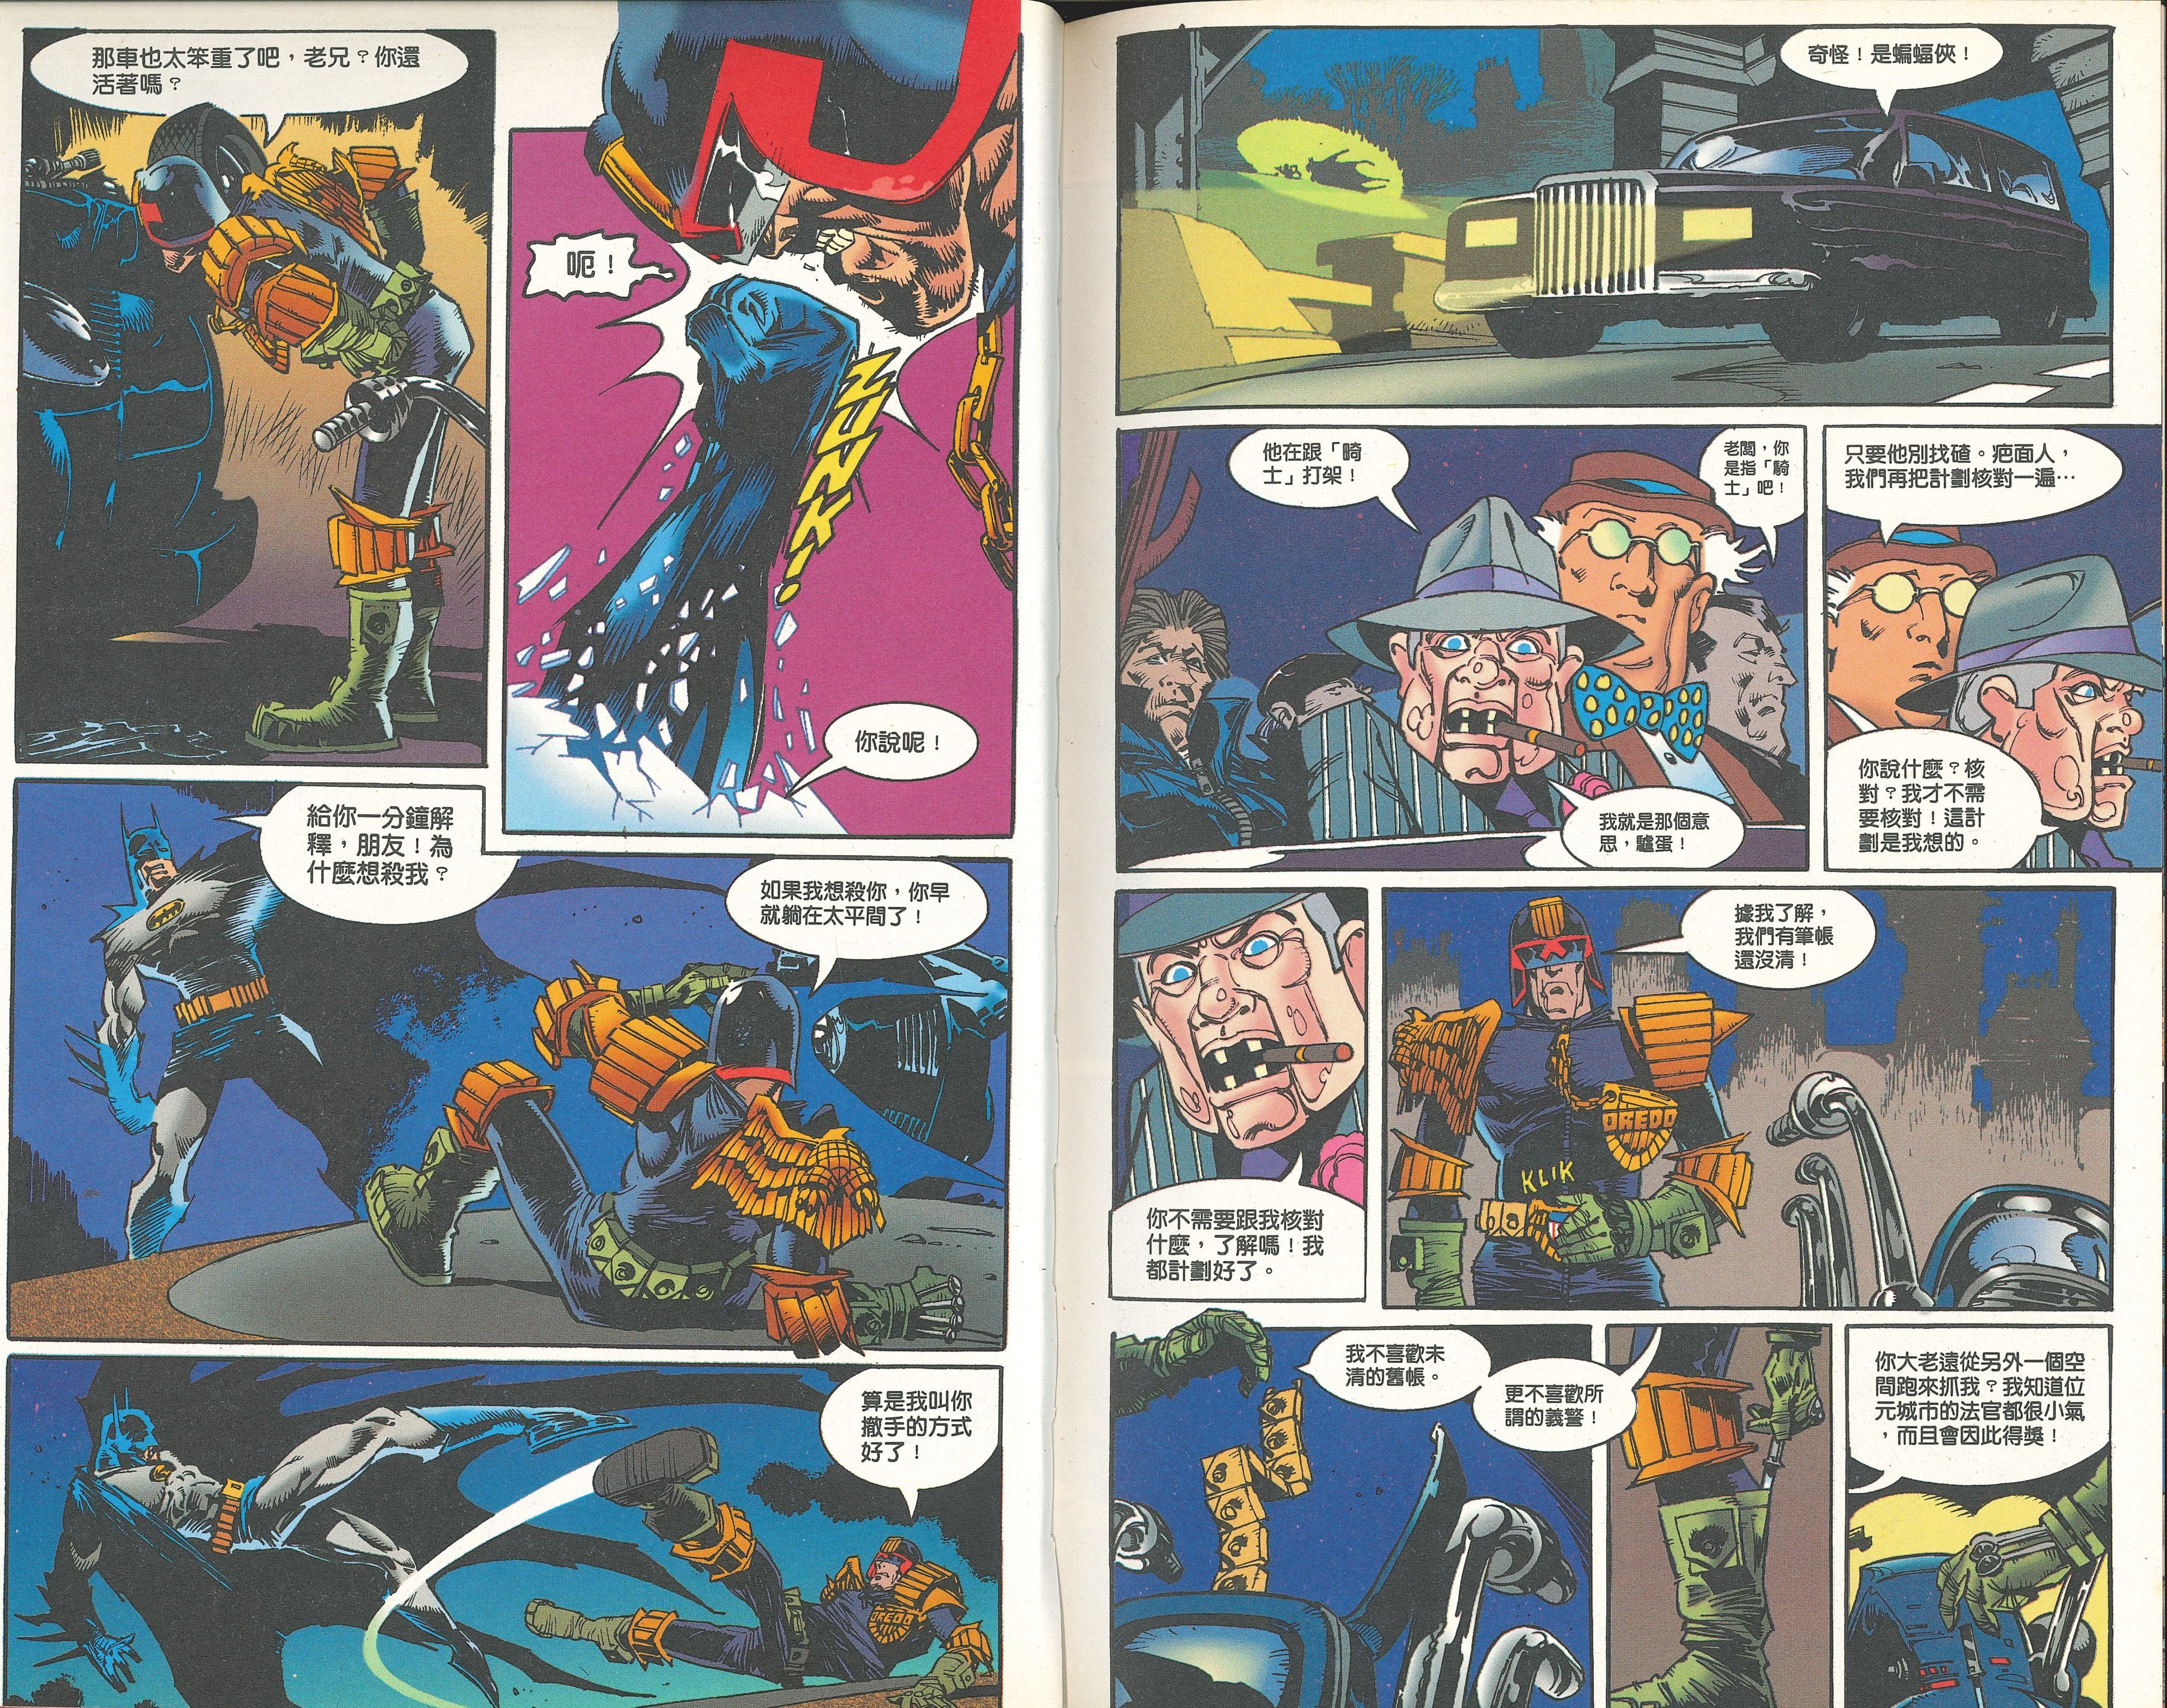 那車也太笨重了吧，老兄？你還
活著嗎？
呃！
ZUNK!
你說呢！
給你一分鐘解
釋，朋友！為
什麼想殺我？
如果我想殺你，你早
就躺在太平間了！
算是我叫你
撤手的方式
好了！
DREDD
奇怪！是蝙蝠俠！
他在跟「畸
士」打架！
老闆，你
是指「騎
士」吧！
我就是那個意
思，驢蛋！
只要他別找碴。疤面人，
我們再把計劃核對一遍…
你說什麼？核
對？我才不需
要核對！這計
劃是我想的。
你不需要跟我核對
什麼，了解嗎！我
都計劃好了。
據我了解，
我們有筆帳
還沒清！
DREDD
KLIK
我不喜歡未
清的舊帳。
更不喜歡所
謂的義警！
你大老遠從另外一個空
間跑來抓我？我知道位
元城市的法官都很小氣
，而且會因此得獎！